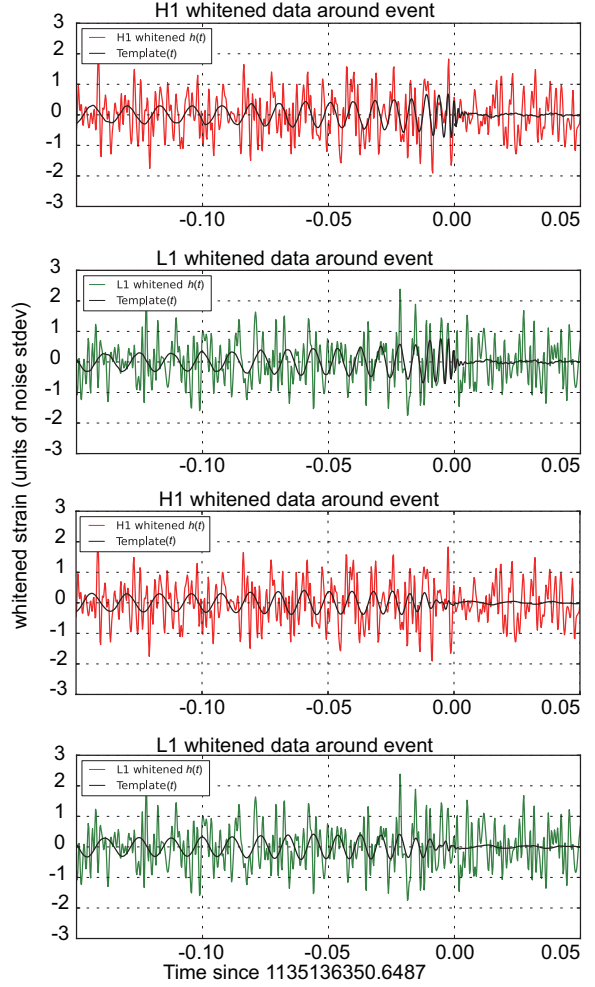 H1 whitened data around event
3
H1 whitened h(t)
2
Template(t)
1
0
-1
-2
-3
-0.10 -0.05 0.00 0.05
L1 whitened data around event
3
L1 whitened h(t)
2
Template(t)
1
0
-1
-2
-3
-0.10 -0.05 0.00 0.05
whitened strain (units of noise stdev)
H1 whitened data around event
3
H1 whitened h(t)
2
Template(t)
1
0
-1
-2
-3
-0.10 -0.05 0.00 0.05
L1 whitened data around event
3
L1 whitened h(t)
2
Template(t)
1
0
-1
-2
-3
-0.10 -0.05 0.00 0.05
Time since 1135136350.6487